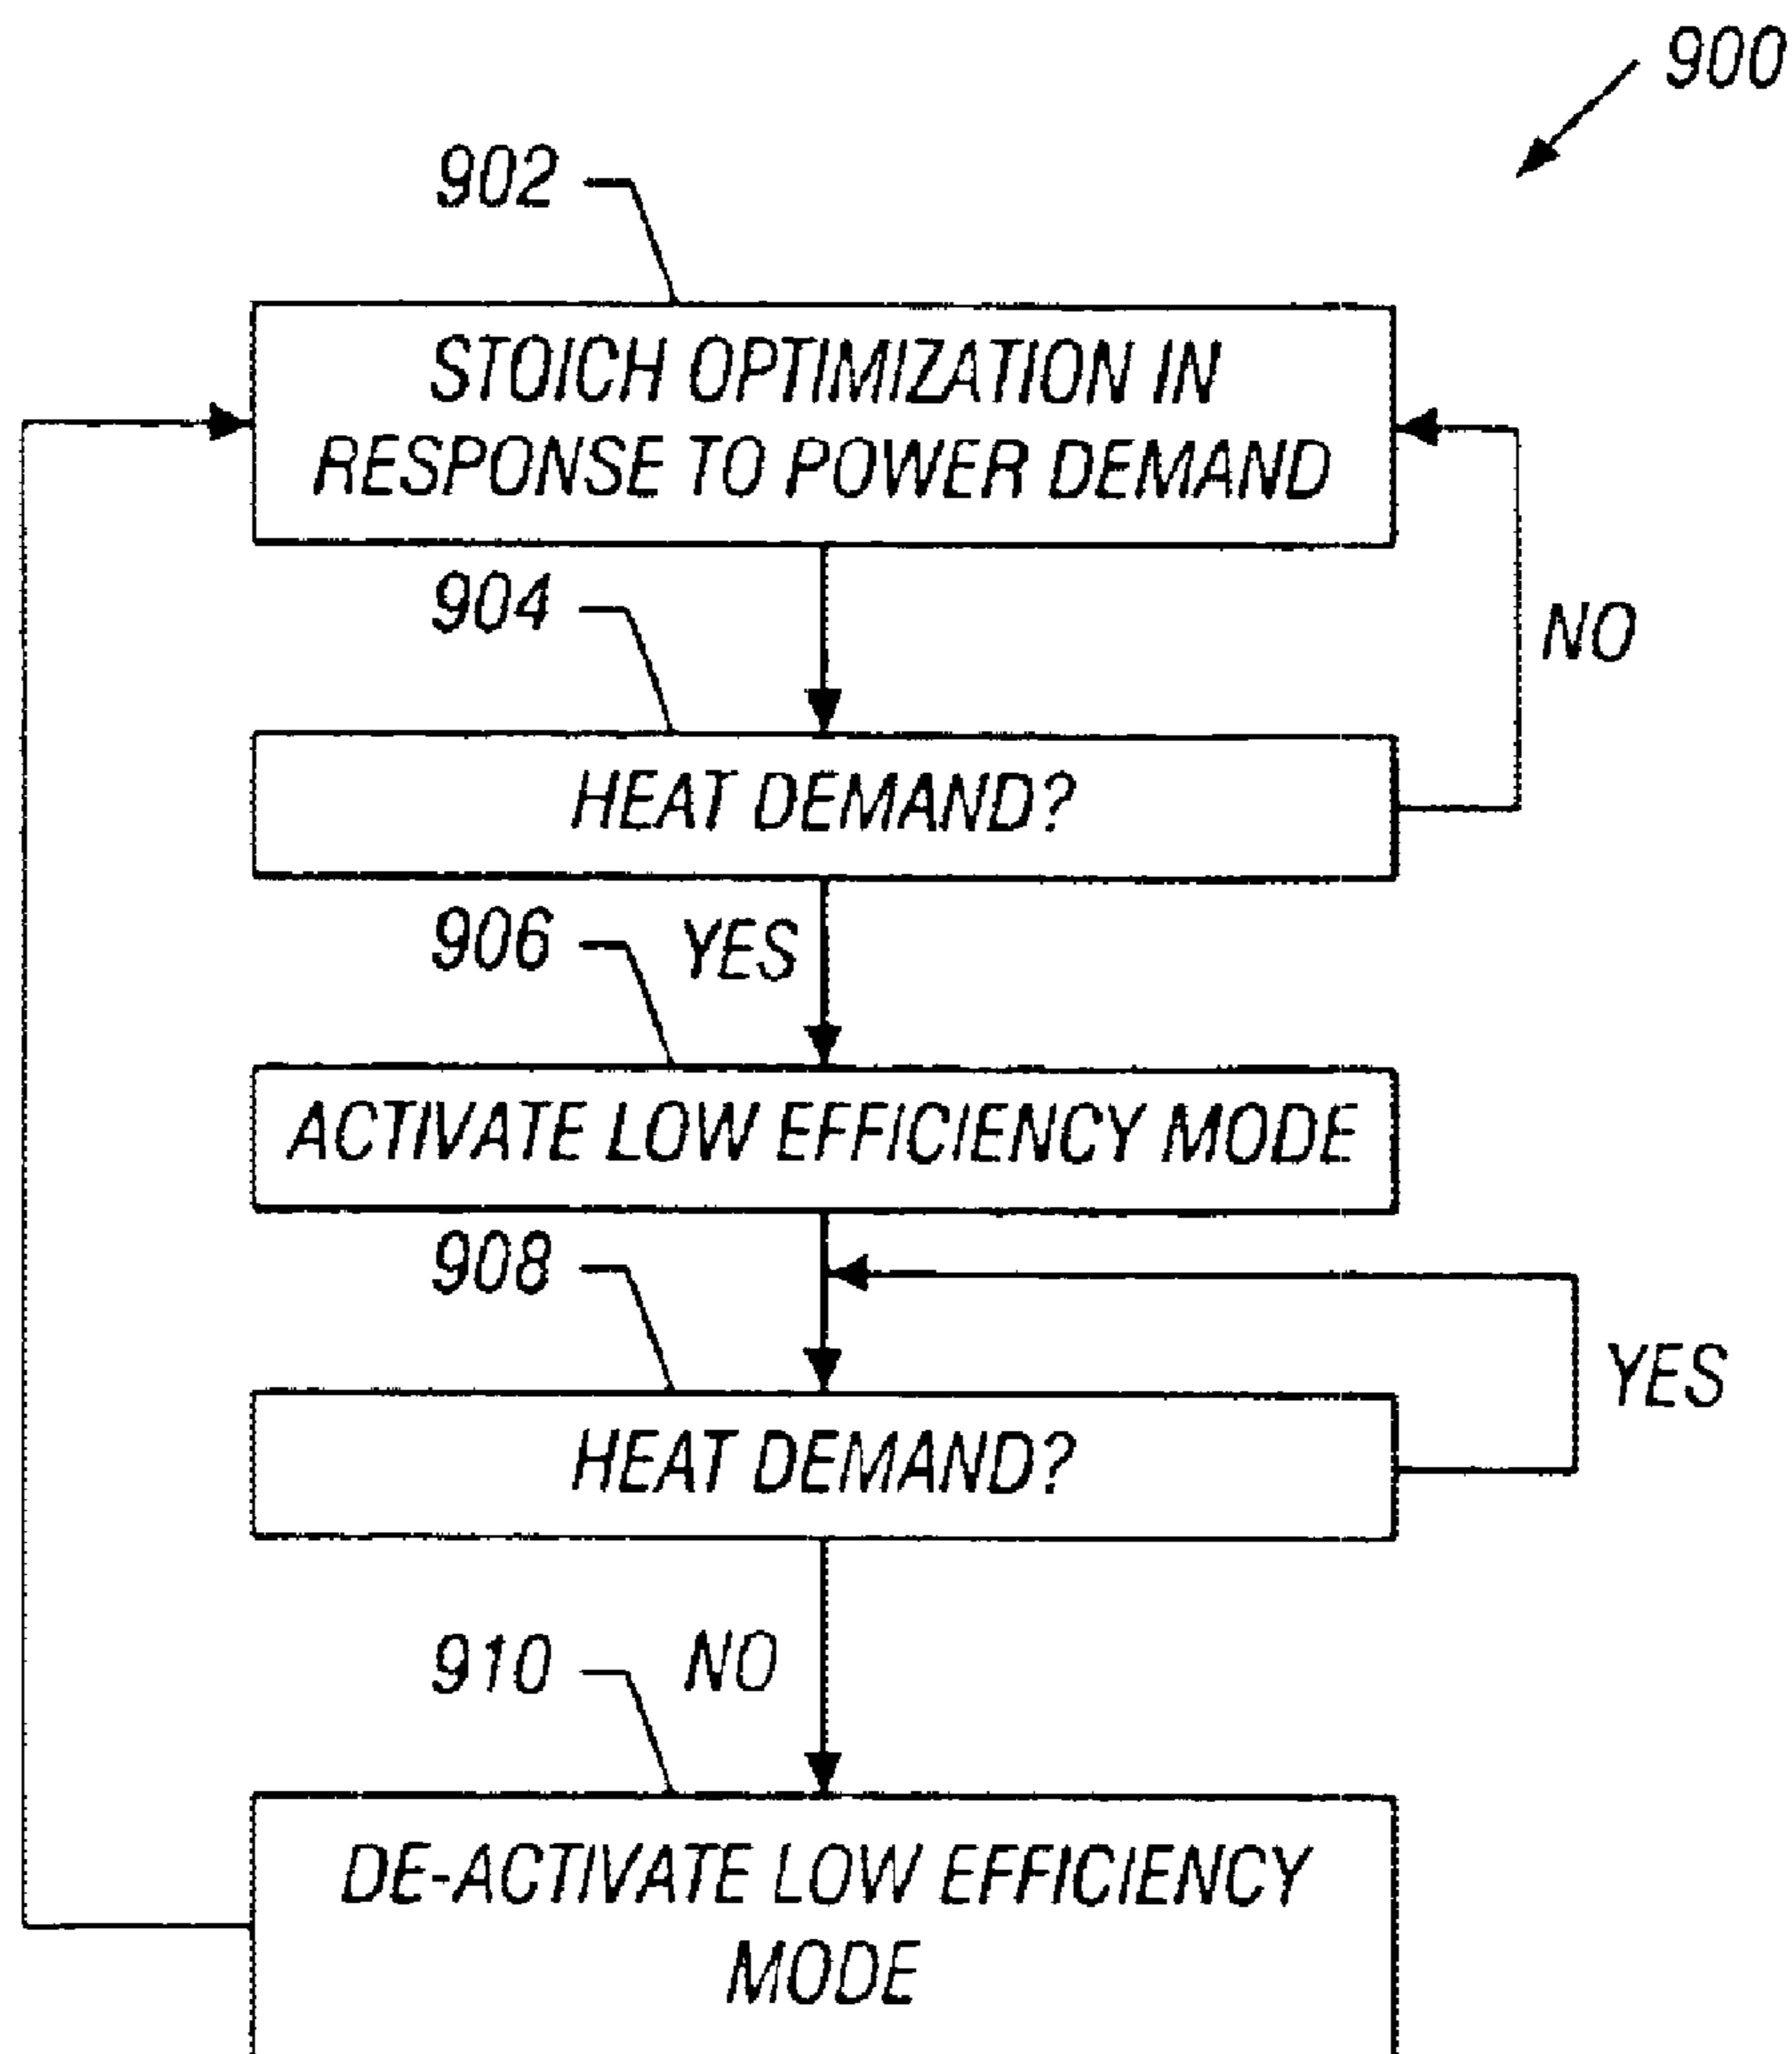 900
902
STOICH OPTIMIZATION IN
RESPONSE TO POWER DEMAND
904
NO
HEAT DEMAND?
906
YES
ACTIVATE LOW EFFICIENCY MODE
908
YES
HEAT DEMAND?
910
NO
DE-ACTIVATE LOW EFFICIENCY
MODE